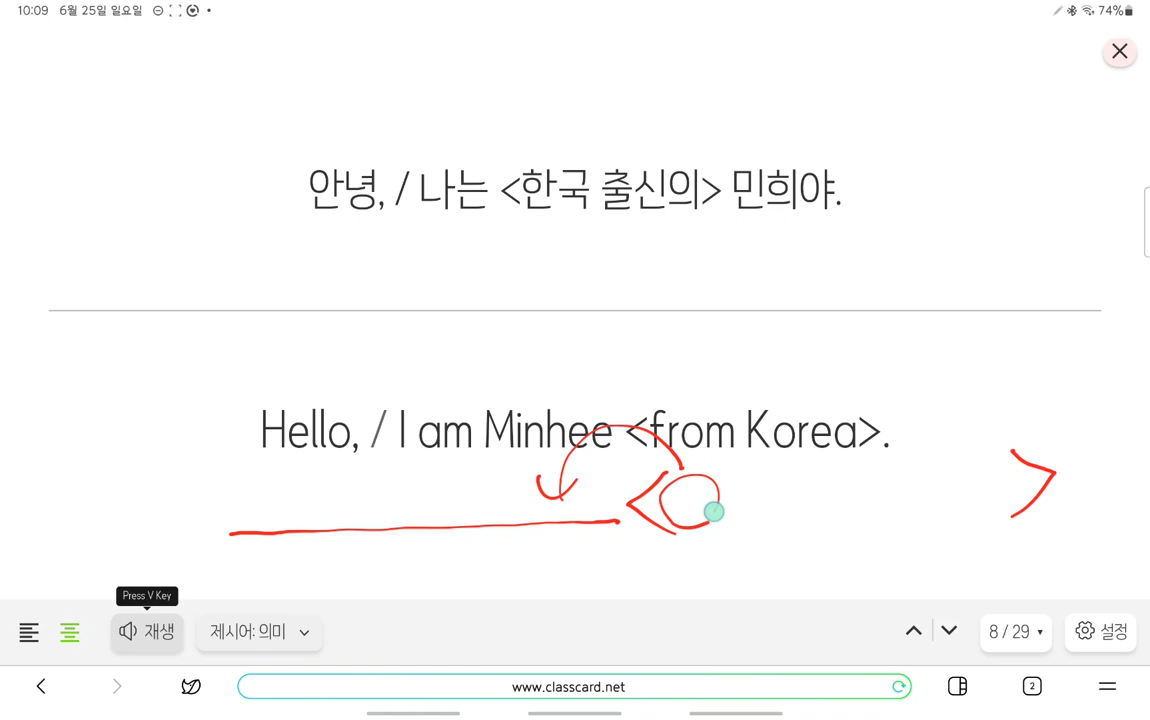 10:09 6월 25일 일요일
74%
안녕, / 나는 <한국 출신의> 민희야.
Hello, / I am Minhee <from Korea>.
Press V Key
재생
제시어: 의미
8 / 29
설정
www.classcard.net
2